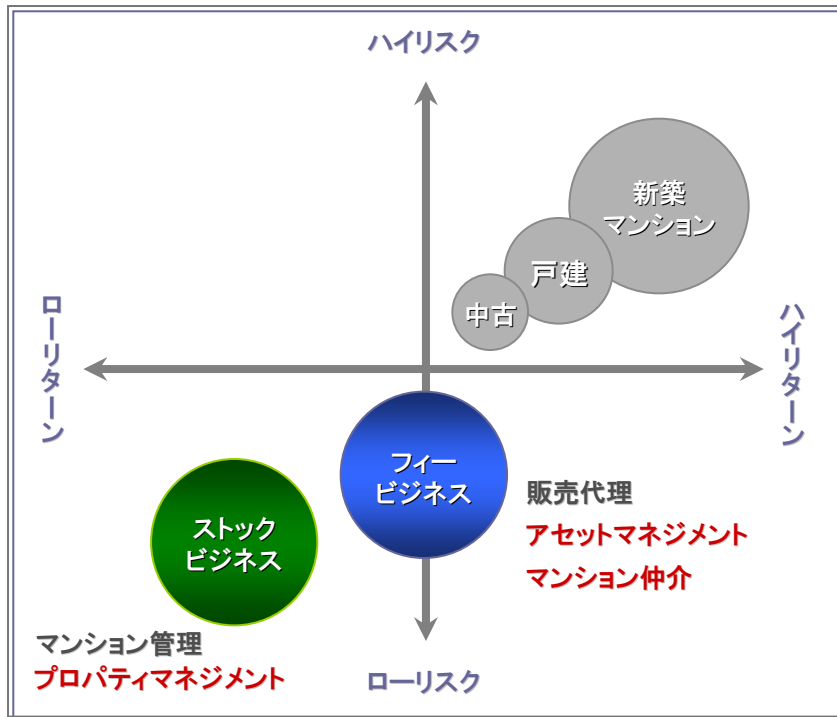 ハイリスク
新築
マンション
戸建
中古
ローリターン
ハイリターン
フィー
ビジネス
販売代理
アセットマネジメント
マンション仲介
ストック
ビジネス
マンション管理
プロパティマネジメント
ローリスク